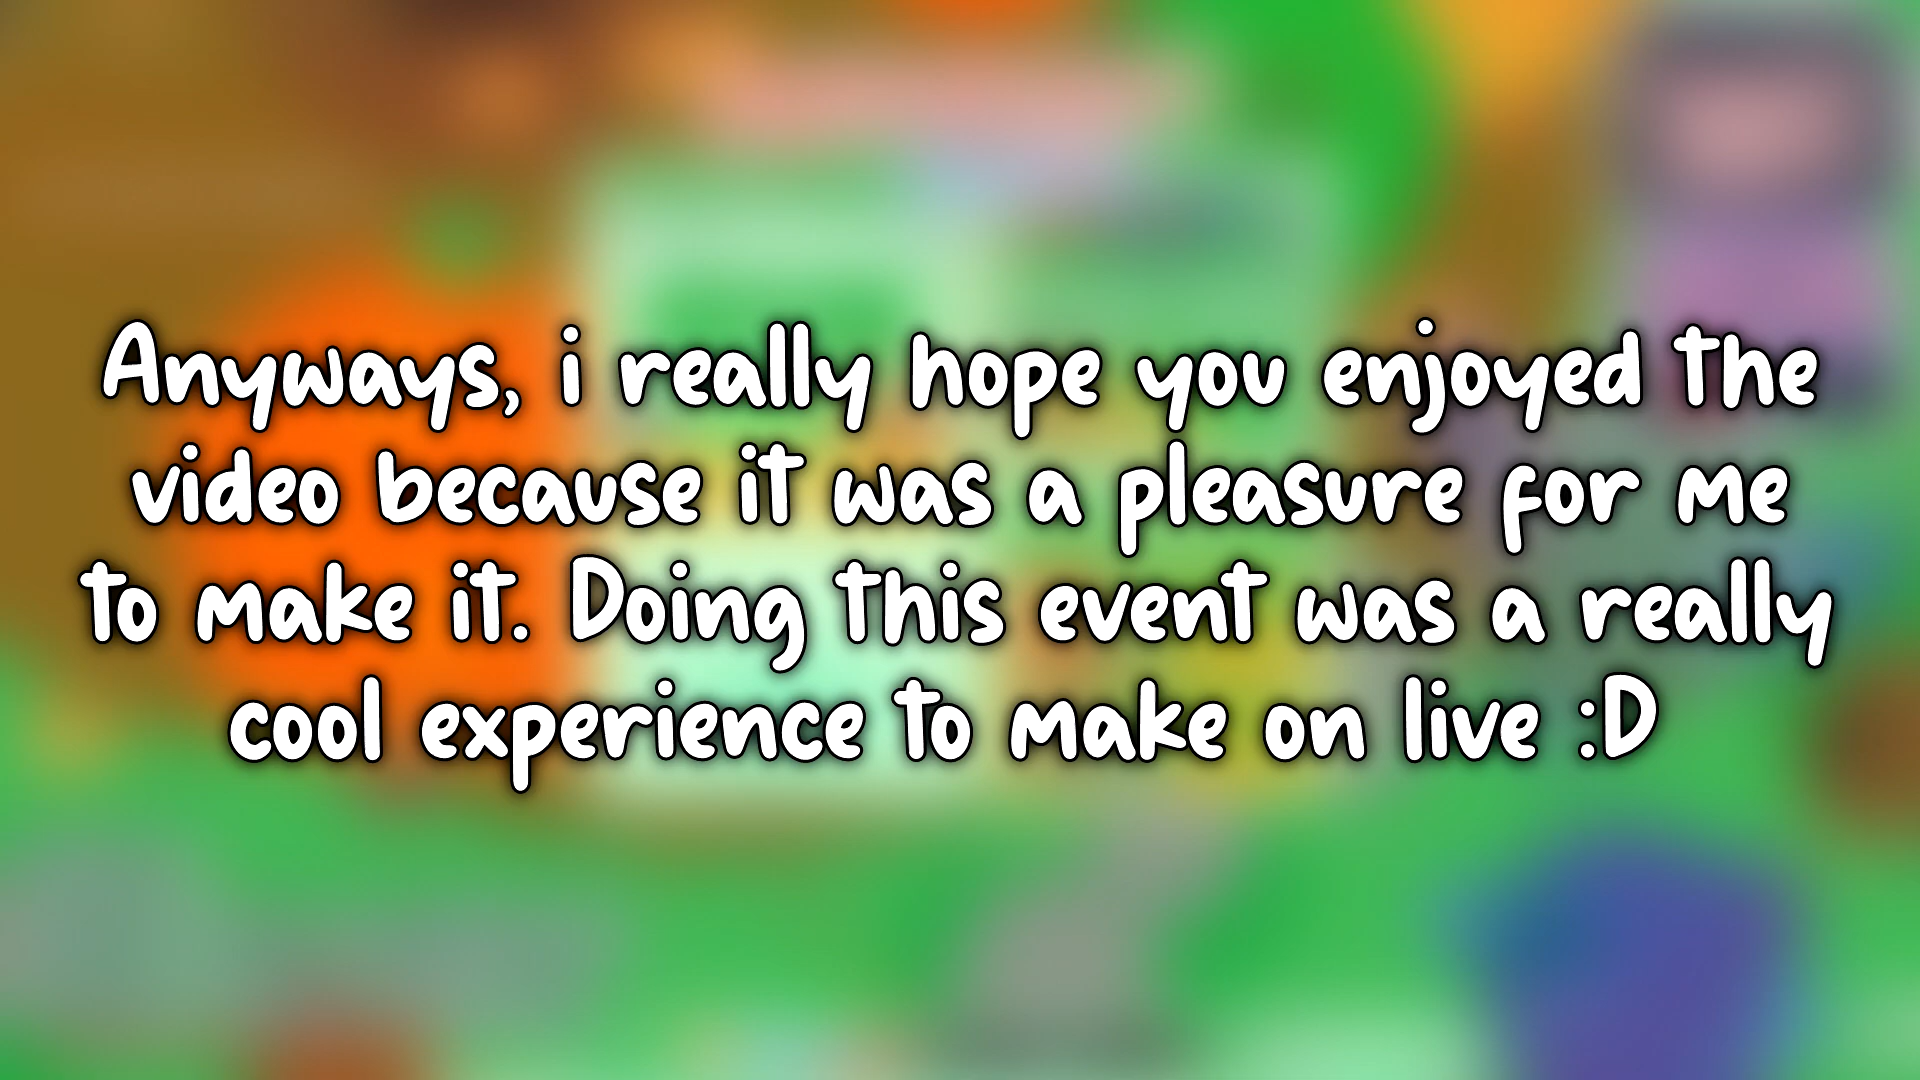 Anyways, i really hope you enjoyed the
video because it was a pleasure for me
to make it. Doing this event was a really
cool experience to make on live :D